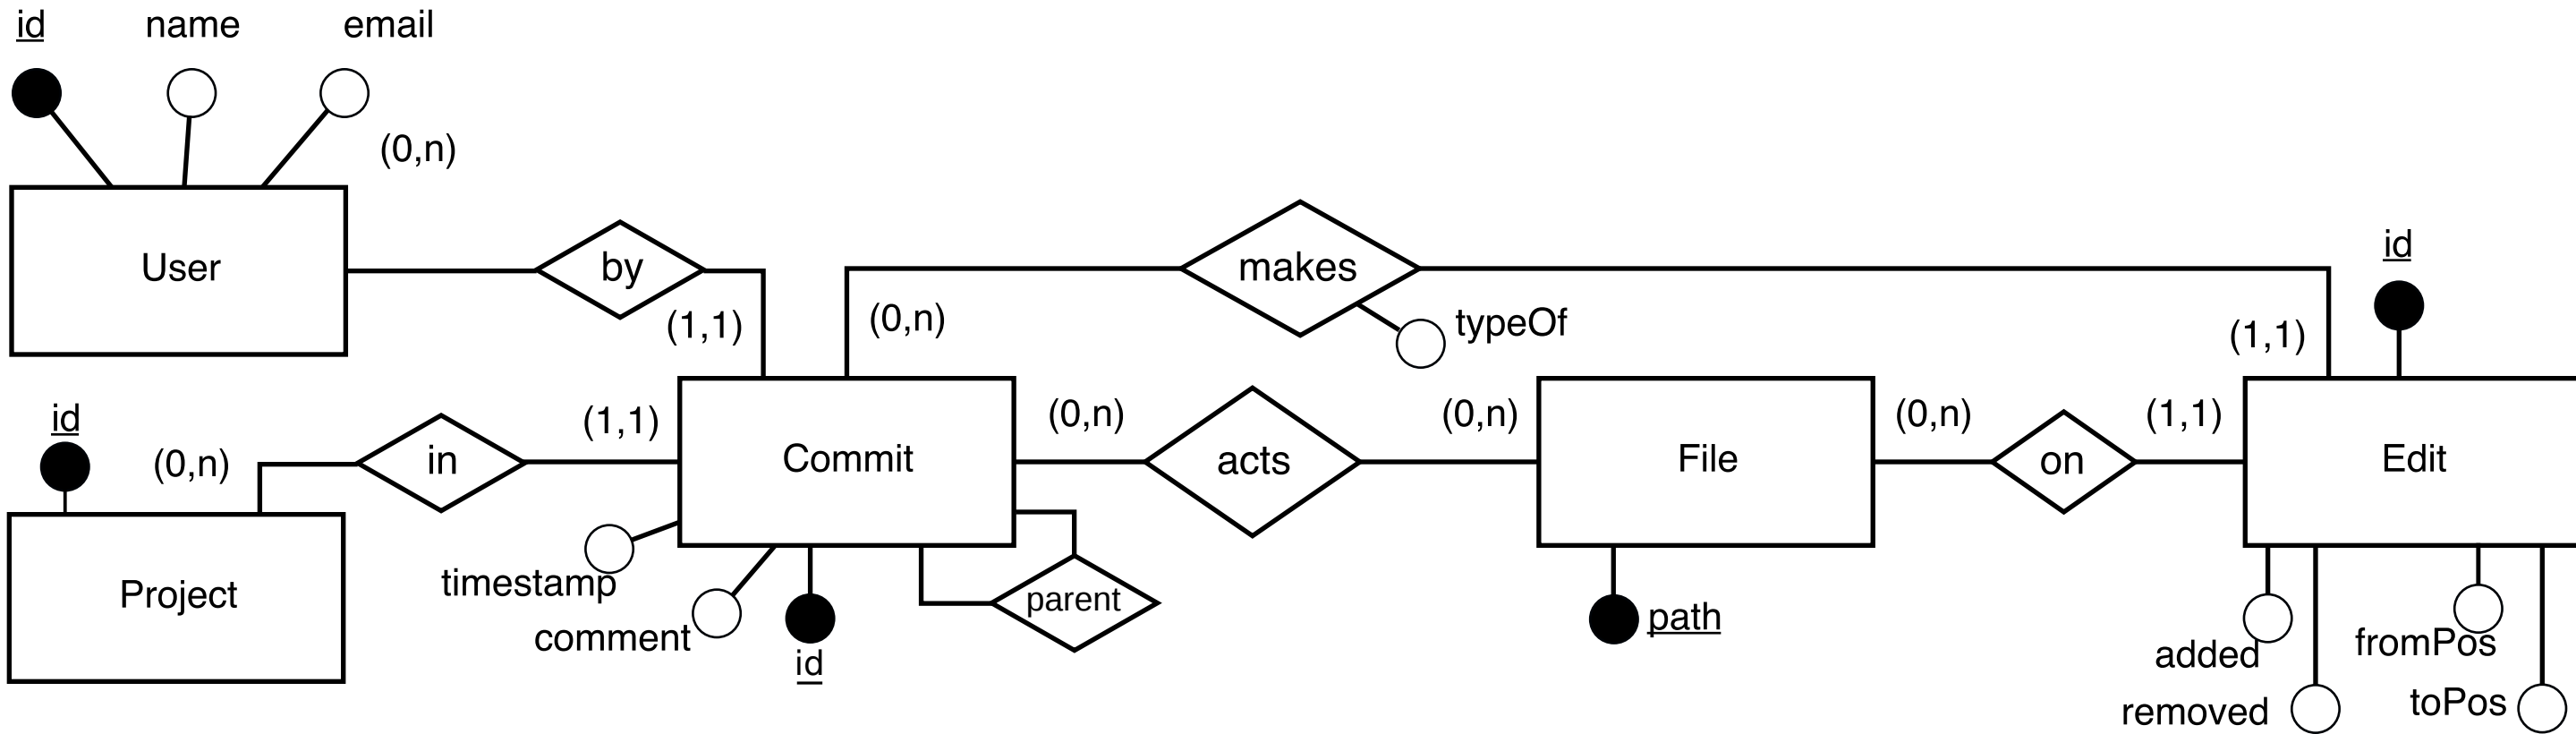 id name email
(0,n)
User
by
(1,1)
(0,n)
makes
typeOf
id
(1,1)
id
(0,n)
in
(1,1)
Commit
(0,n)
acts
(0,n)
File
(0,n)
on
(1,1)
Edit
Project
timestamp
comment
id
parent
path
added
removed
fromPos
toPos